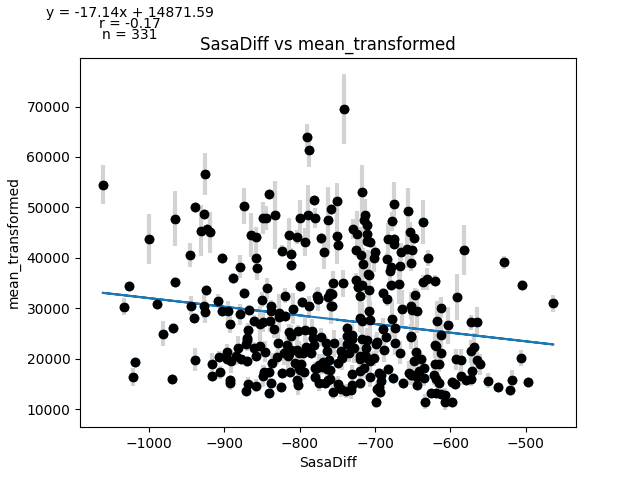 y = -17.14x + 14871.59
r = -0.17
n = 331
SasaDiff vs mean_transformed
70000
60000
50000
40000
30000
20000
10000
mean_transformed
−1000 −900 −800 −700 −600 −500
SasaDiff